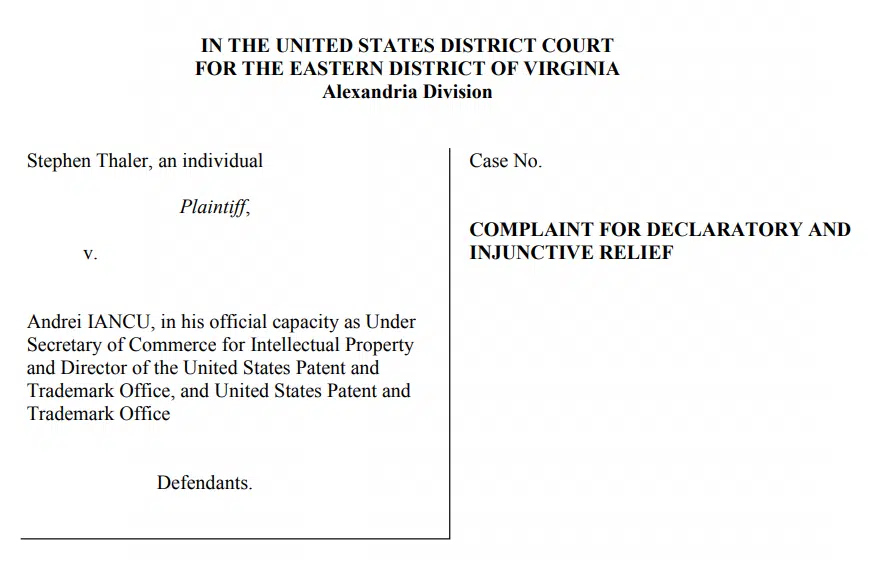 IN THE UNITED STATES DISTRICT COURT
FOR THE EASTERN DISTRICT OF VIRGINIA
Alexandria Division
Stephen Thaler, an individual
Plaintiff,
v.
Andrei IANCU, in his official capacity as Under
Secretary of Commerce for Intellectual Property
and Director of the United States Patent and
Trademark Office, and United States Patent and
Trademark Office
Defendants.
Case No.
COMPLAINT FOR DECLARATORY AND
INJUNCTIVE RELIEF